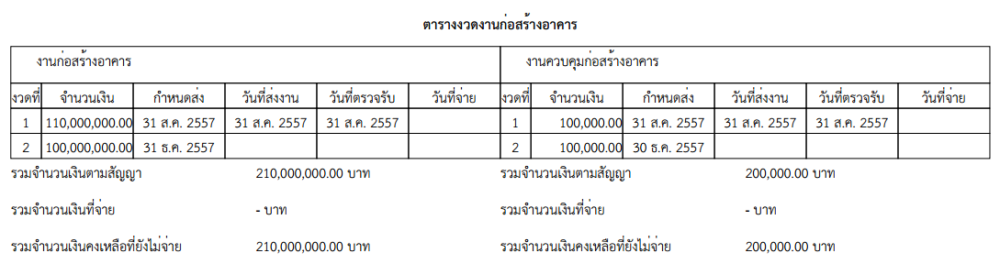 ตารางงวดงานก่อสร้างอาคาร
งานก่อสร้างอาคาร งานควบคุมก่อสร้างอาคาร
งวดที่ จำนวนเงิน กำหนดส่ง วันที่ส่งงาน วันที่ตรวจรับ วันที่จ่าย งวดที่ จำนวนเงิน กำหนดส่ง วันที่ส่งงาน วันที่ตรวจรับ วันที่จ่าย
1 110,000,000.00 31 ส.ค. 2557 31 ส.ค. 2557 31 ส.ค. 2557 1 100,000.00 31 ส.ค. 2557 31 ส.ค. 2557 31 ส.ค. 2557
2 100,000,000.00 31 ธ.ค. 2557 2 100,000.00 30 ธ.ค. 2557
รวมจำนวนเงินตามสัญญา 210,000,000.00 บาท รวมจำนวนเงินตามสัญญา 200,000.00 บาท
รวมจำนวนเงินที่จ่าย - บาท รวมจำนวนเงินที่จ่าย - บาท
รวมจำนวนเงินคงเหลือที่ยังไม่จ่าย 210,000,000.00 บาท รวมจำนวนเงินคงเหลือที่ยังไม่จ่าย 200,000.00 บาท